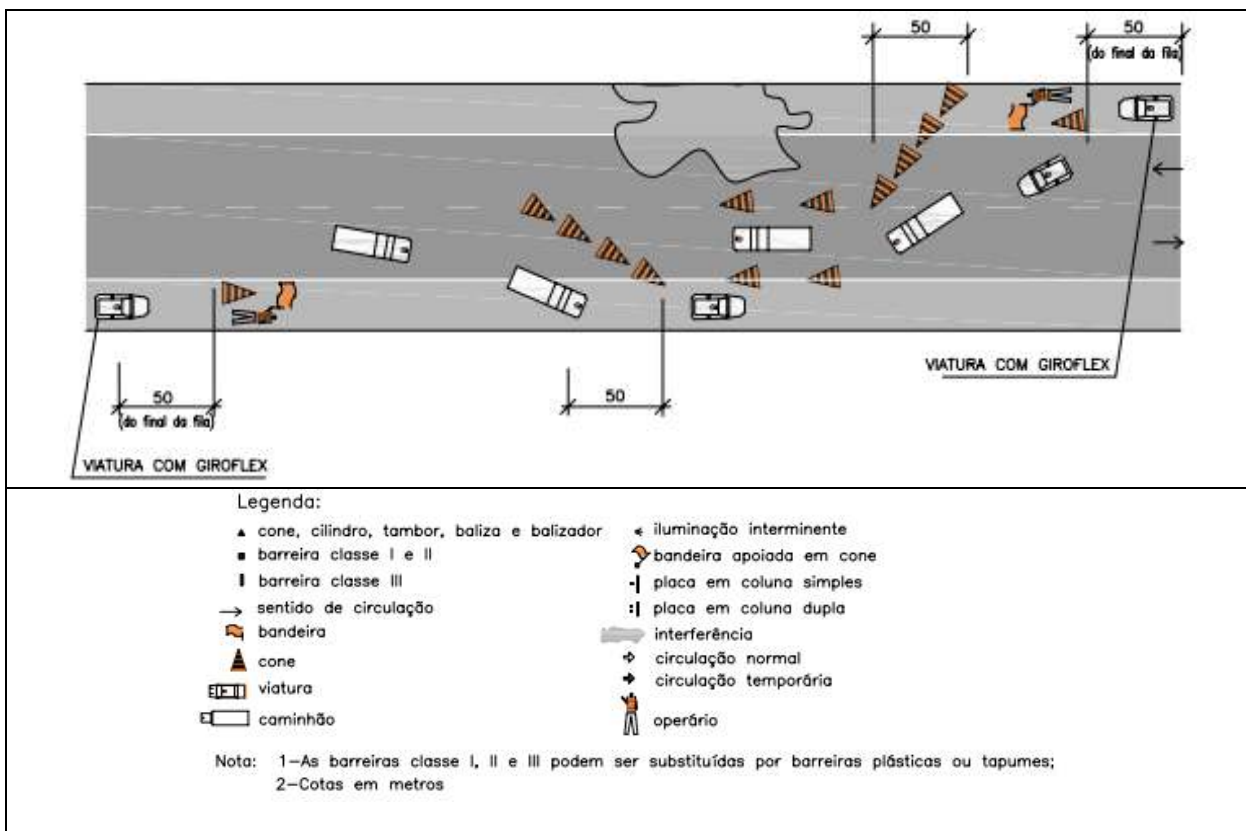 50
50
(do final da fila)
VIATURA COM GIROFLEX
50
(do final da fila)
50
VIATURA COM GIROFLEX
Legenda:
cone, cilindro, tambor, baliza e balizador
barreira classe I e II
barreira classe III
sentido de circulação
bandeira
cone
viatura
caminhão
iluminação interminente
bandeira apoiada em cone
placa em coluna simples
placa em coluna dupla
interferência
circulação normal
circulação temporária
operário
Nota: 1-As barreiras classe I, II e III podem ser substituídas por barreiras plásticas ou tapumes;
2-Cotas em metros